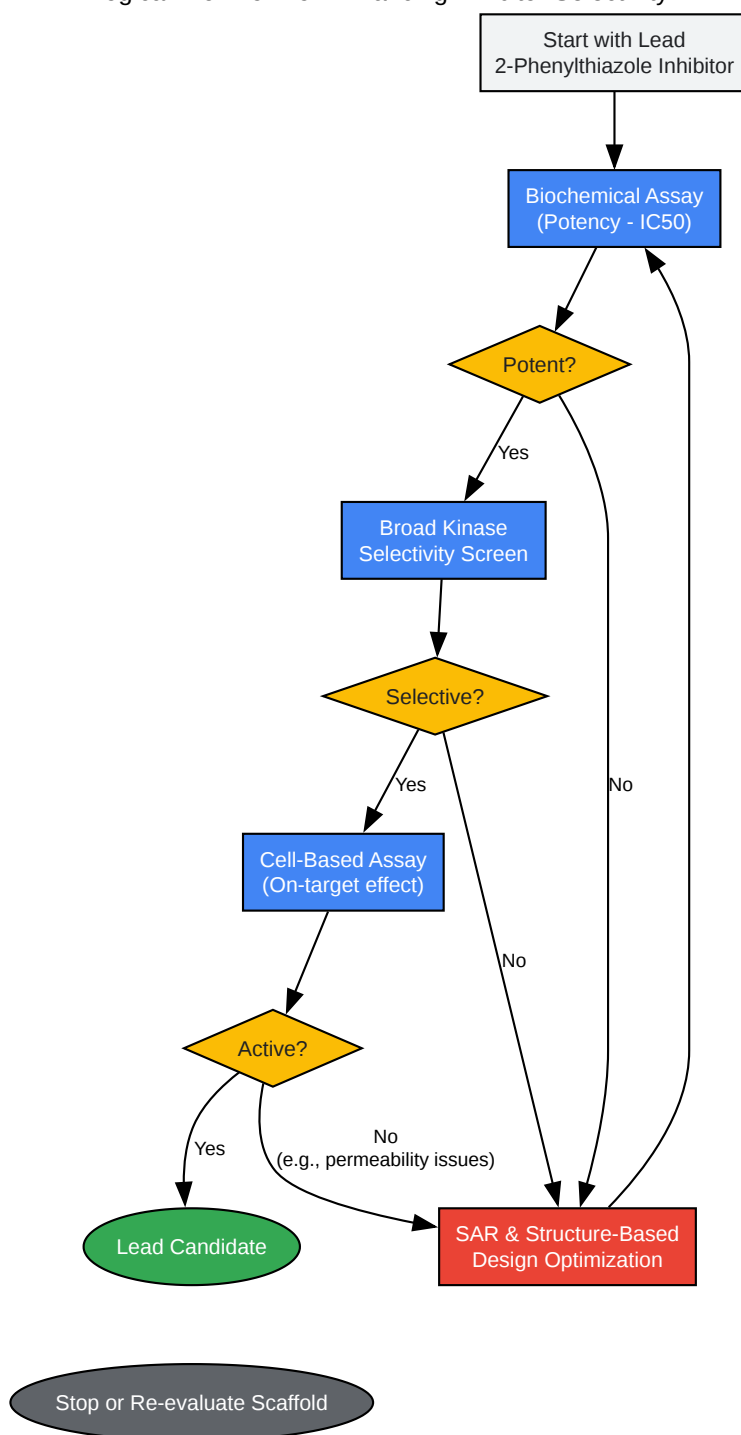 Start with Lead
2-Phenylthiazole Inhibitor
Biochemical Assay
(Potency - IC50)
Potent?
Yes
Broad Kinase
Selectivity Screen
Selective?
Yes
No
Cell-Based Assay
(On-target effect)
No
Active?
Yes
No
(e.g., permeability issues)
Lead Candidate
SAR & Structure-Based
Design Optimization
Stop or Re-evaluate Scaffold